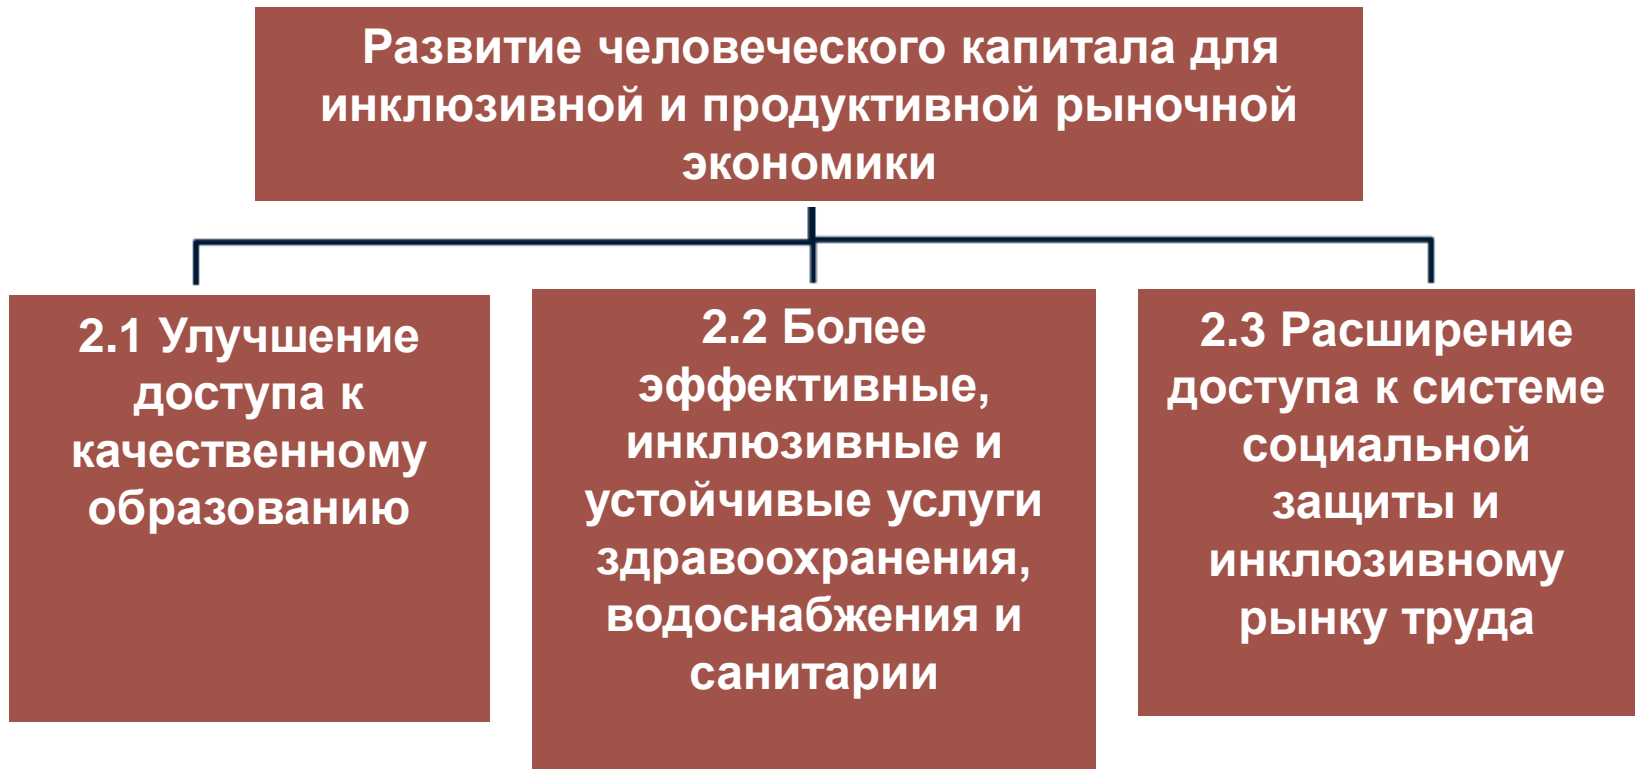 Развитие человеческого капитала для
инклюзивной и продуктивной рыночной
экономики
2.1 Улучшение
доступа к
качественному
образованию
2.2 Более
эффективные,
инклюзивные и
устойчивые услуги
здравоохранения,
водоснабжения и
санитарии
2.3 Расширение
доступа к системе
социальной
защиты и
инклюзивному
рынку труда